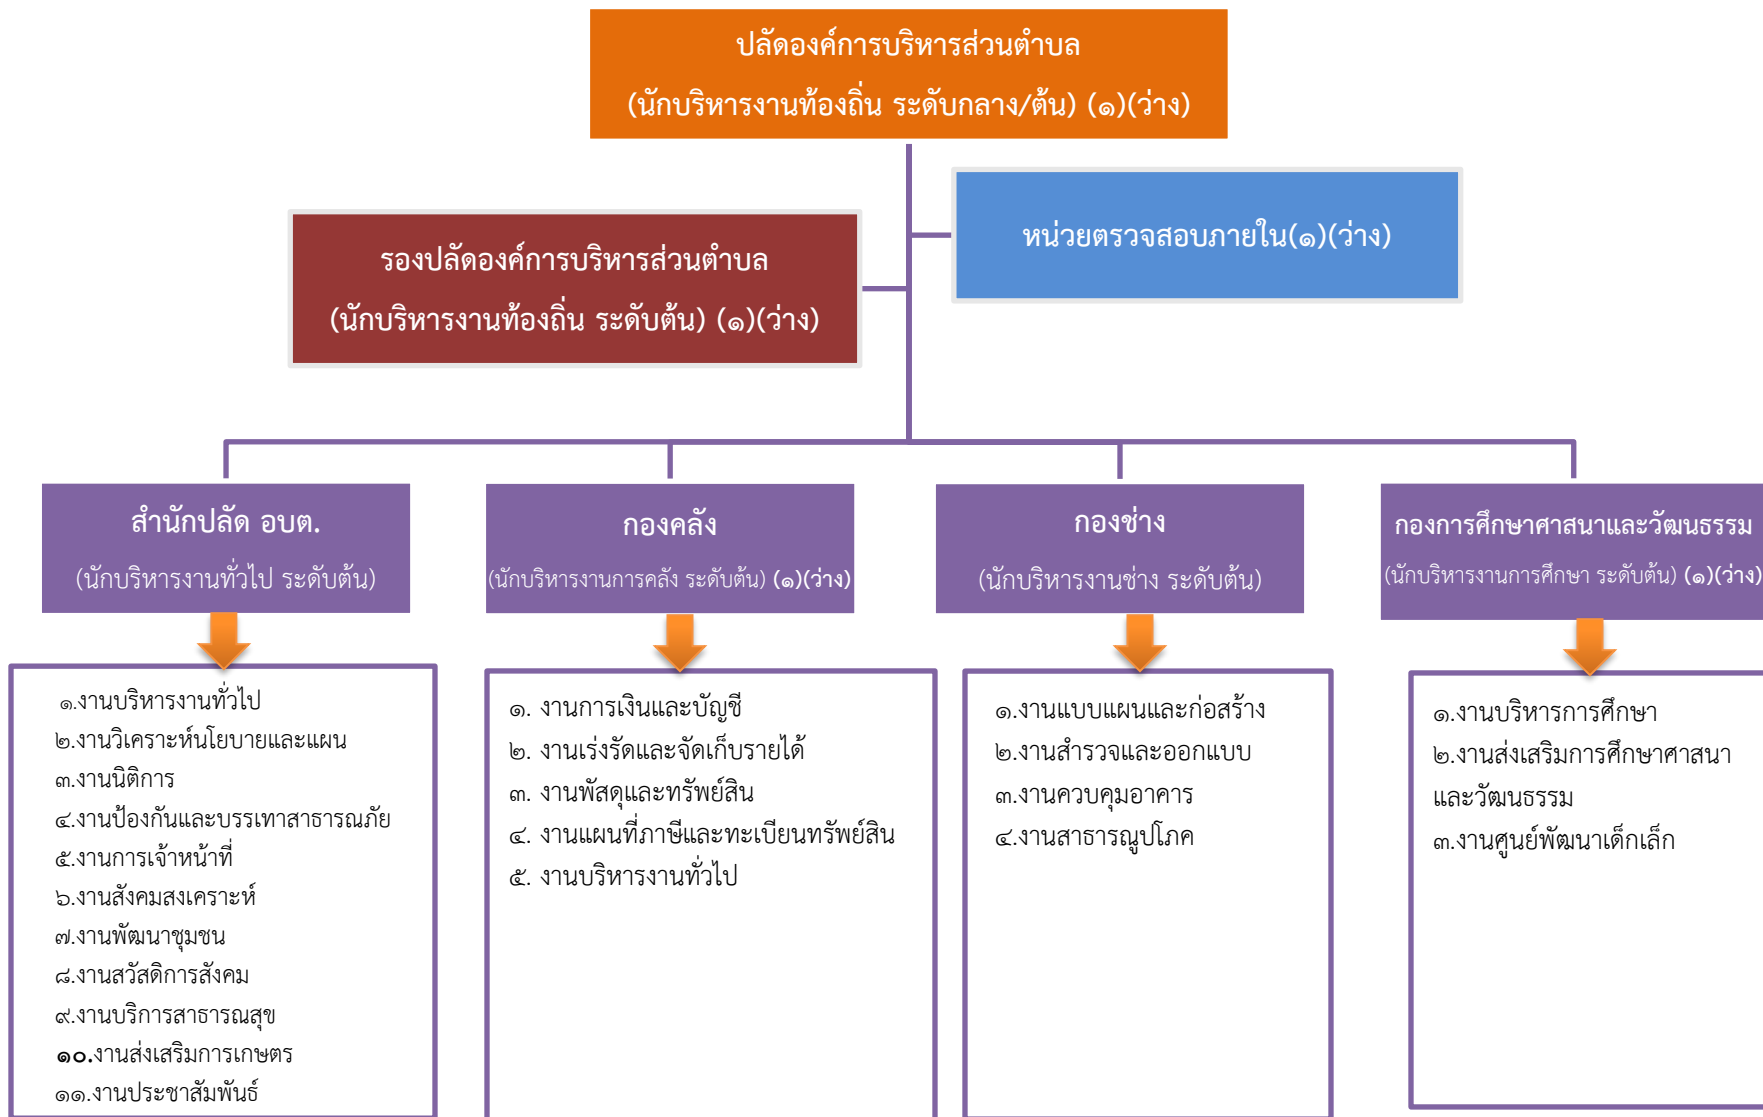 ปลัดองค์การบริหารส่วนตำบล
(นักบริหารงานท้องถิ่น ระดับกลาง/ต้น) (๑)(ว่าง)
หน่วยตรวจสอบภายใน(๑)(ว่าง)
รองปลัดองค์การบริหารส่วนตำบล
(นักบริหารงานท้องถิ่น ระดับต้น) (๑)(ว่าง)
สำนักปลัด อบต.
(นักบริหารงานทั่วไป ระดับต้น)
๑.งานบริหารงานทั่วไป
๒.งานวิเคราะห์นโยบายและแผน
๓.งานนิติการ
๔.งานป้องกันและบรรเทาสาธารณภัย
๕.งานการเจ้าหน้าที่
๖.งานสังคมสงเคราะห์
๗.งานพัฒนาชุมชน
๘.งานสวัสดิการสังคม
๙.งานบริการสาธารณสุข
๑๐.งานส่งเสริมการเกษตร
๑๑.งานประชาสัมพันธ์
กองคลัง
(นักบริหารงานการคลัง ระดับต้น) (๑)(ว่าง)
๑. งานการเงินและบัญชี
๒. งานเร่งรัดและจัดเก็บรายได้
๓. งานพัสดุและทรัพย์สิน
๔. งานแผนที่ภาษีและทะเบียนทรัพย์สิน
๕. งานบริหารงานทั่วไป
กองช่าง
(นักบริหารงานช่าง ระดับต้น)
๑.งานแบบแผนและก่อสร้าง
๒.งานสำรวจและออกแบบ
๓.งานควบคุมอาคาร
๔.งานสาธารณูปโภค
กองการศึกษาศาสนาและวัฒนธรรม
(นักบริหารงานการศึกษา ระดับต้น) (๑)(ว่าง)
๑.งานบริหารการศึกษา
๒.งานส่งเสริมการศึกษาศาสนา
และวัฒนธรรม
๓.งานศูนย์พัฒนาเด็กเล็ก